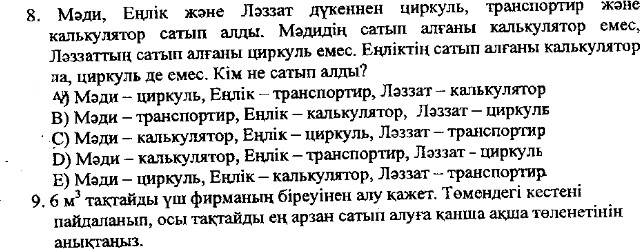 8. Мәди, Еңлік және Ләззат дүкеннен циркуль, транспортир және
калькулятор сатып алды. Мәдидің сатып алғаны калькулятор емес,
Ләззаттың сатып алғаны циркуль емес. Еңліктің сатып алғаны калькулятор
да, циркуль де емес. Кім не сатып алды?
А) Мәди – циркуль, Еңлік – транспортир, Ләззат – калькулятор
В) Мәди – транспортир, Еңлік – калькулятор, Ләззат – циркуль
С) Мәди – калькулятор, Еңлік – циркуль, Ләззат – транспортир
D) Мәди – калькулятор, Еңлік – транспортир, Ләззат - циркуль
Е) Мәди – циркуль, Еңлік – калькулятор, Ләззат – транспортир
9. 6 м³ тақтайды үш фирманың біреуінен алу қажет. Төмендегі кестені
пайдаланып, осы тақтайды ең арзан сатып алуға қанша ақша төленетінін
анықтаңыз.